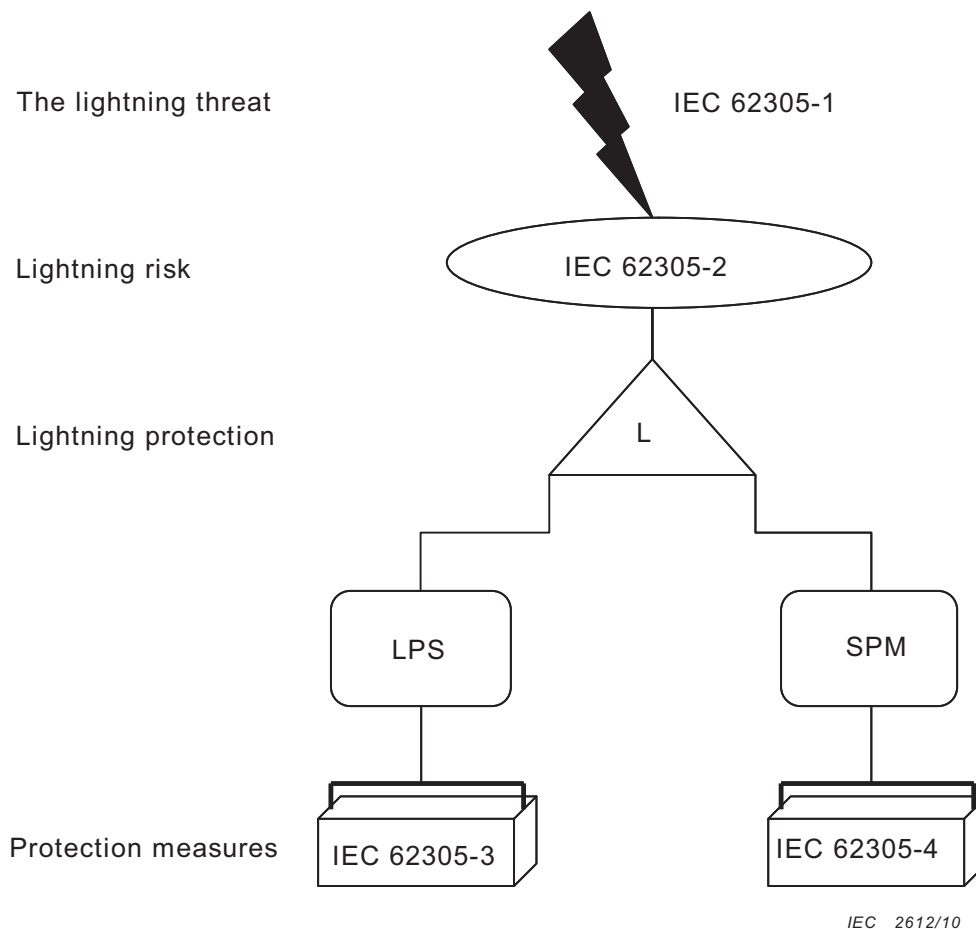 The lightning threat
IEC 62305-1
Lightning risk
IEC 62305-2
Lightning protection
L
LPS
SPM
Protection measures
IEC 62305-3
IEC 62305-4
IEC 2612/10